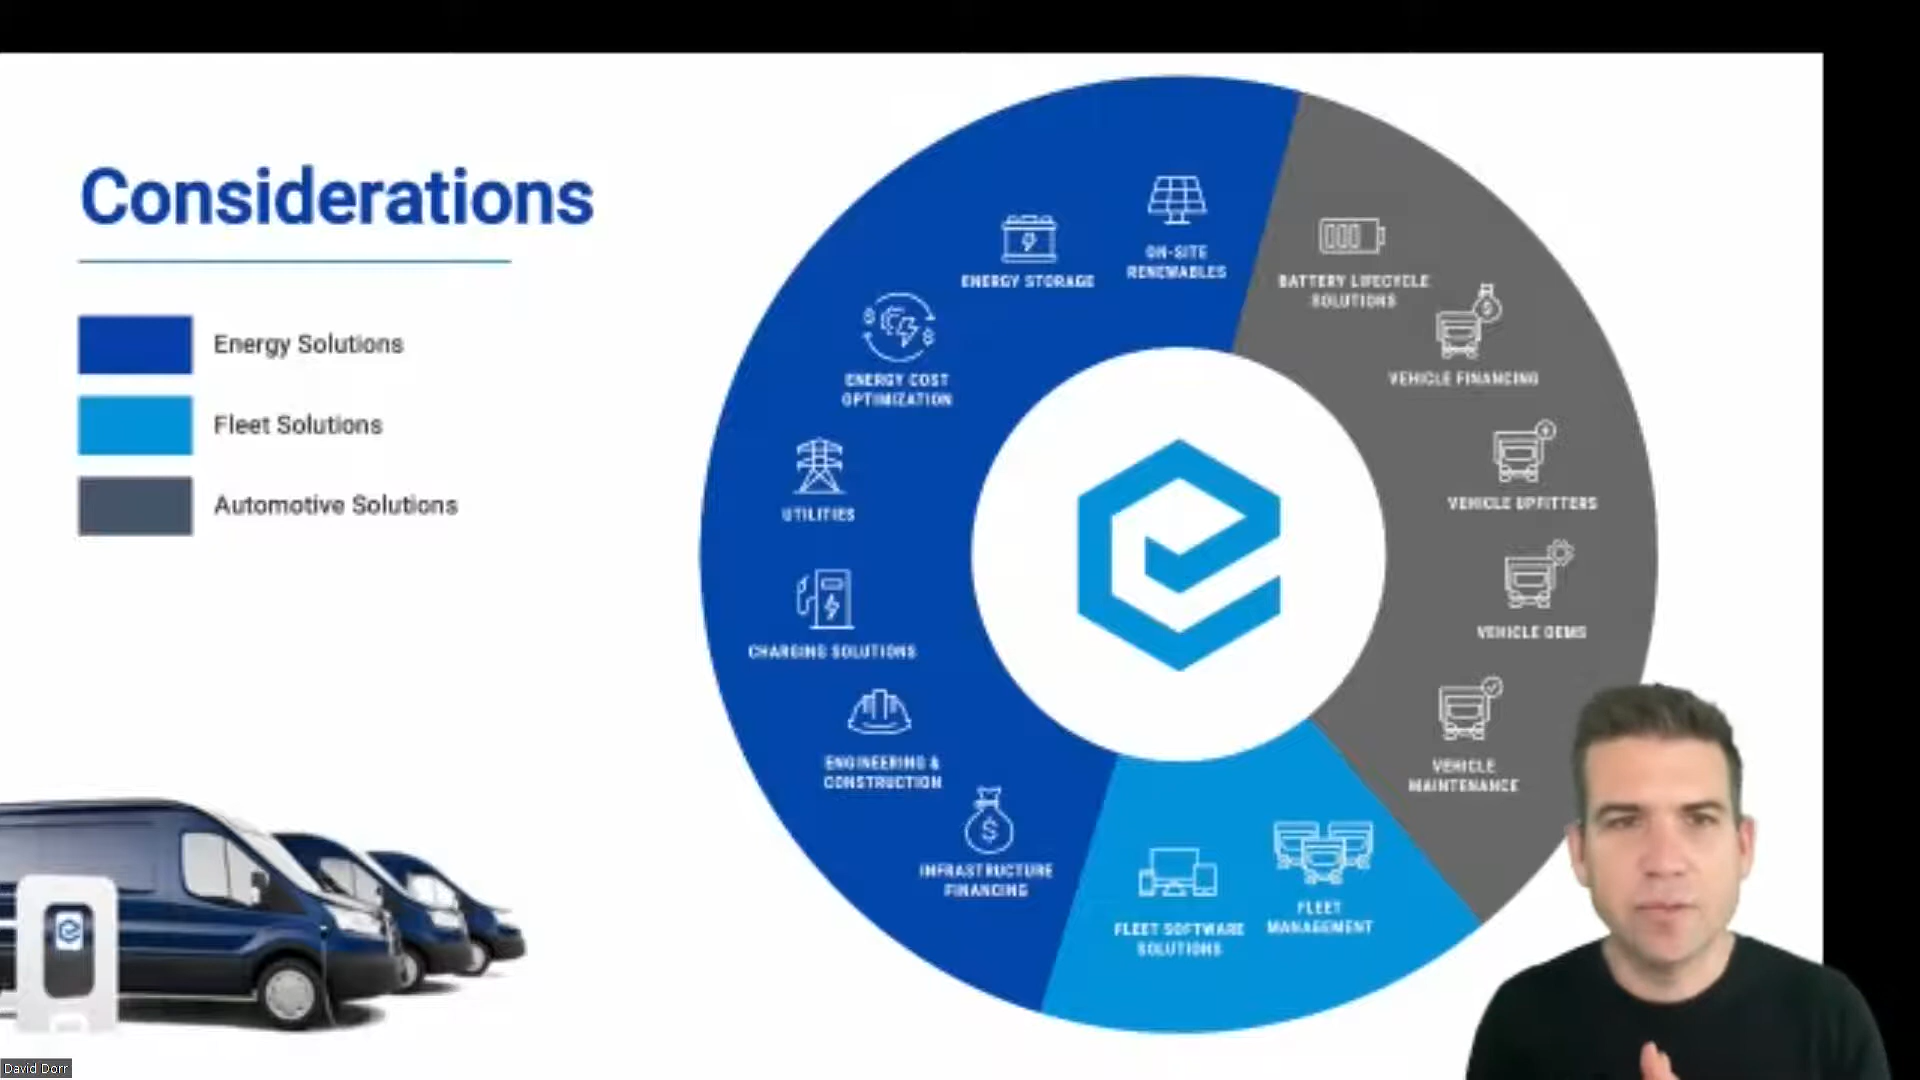 Considerations
Energy Solutions
Fleet Solutions
Automotive Solutions
ON-SITE
RENEWABLES
ENERGY STORAGE
BATTERY LIFECYCLE
SOLUTIONS
ENERGY COST
OPTIMIZATION
VEHICLE FINANCING
UTILITIES
VEHICLE UPFITTERS
CHARGING SOLUTIONS
VEHICLE OEMS
ENGINEERING &
CONSTRUCTION
VEHICLE
MAINTENANCE
INFRASTRUCTURE
FINANCING
FLEET SOFTWARE
SOLUTIONS
FLEET
MANAGEMENT
David Dorr